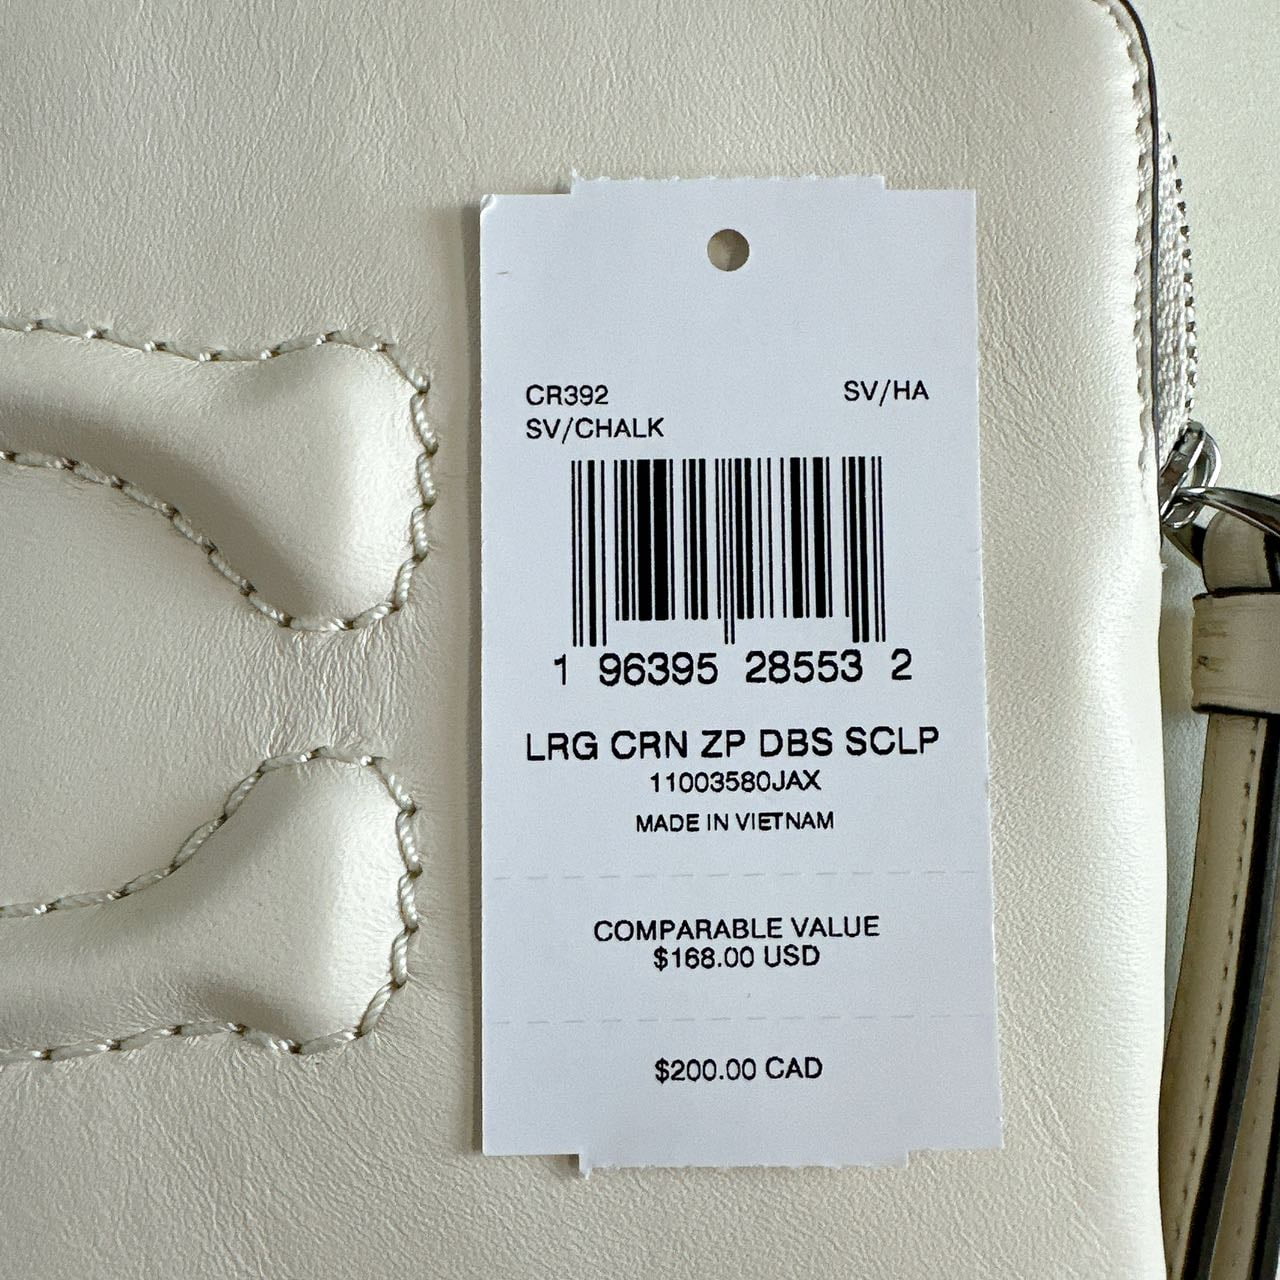 CR392 SV/HA
SV/CHALK
1 96395 28553 2
LRG CRN ZP DBS SCLP
11003580JAX
MADE IN VIETNAM
COMPARABLE VALUE
$168.00 USD
$200.00 CAD